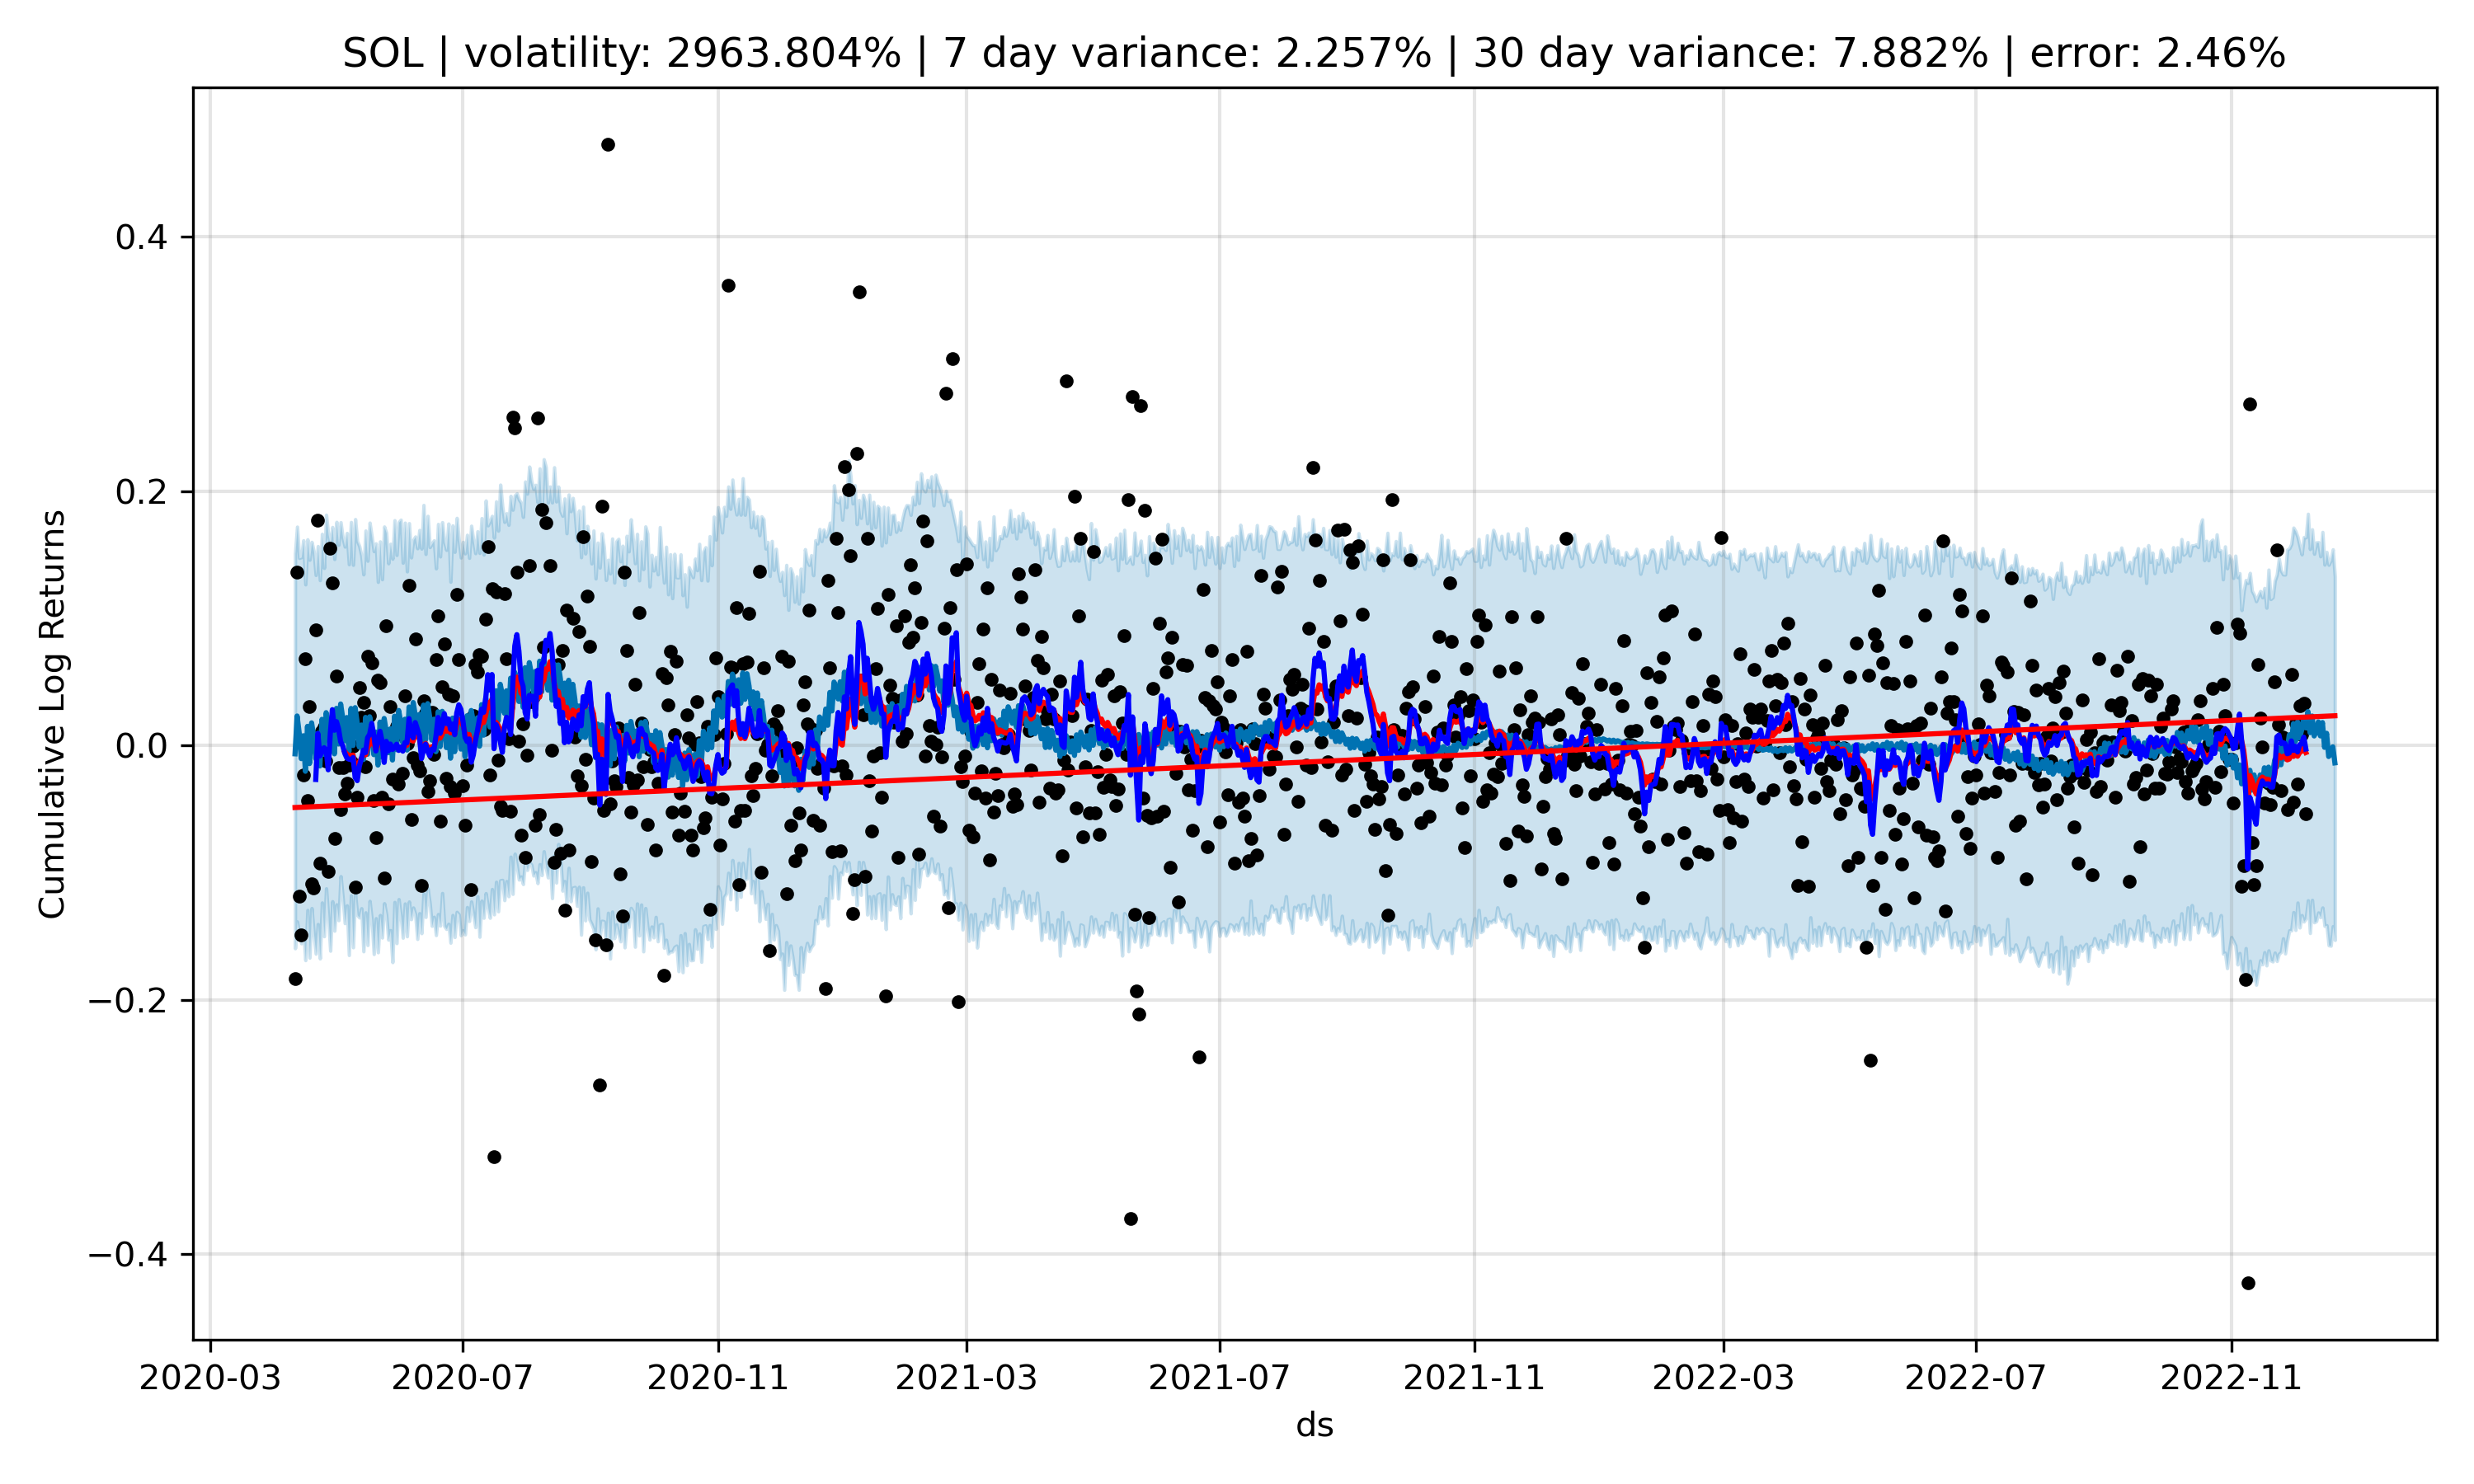 SOL | volatility: 2963.804% | 7 day variance: 2.257% | 30 day variance: 7.882% | error: 2.46%
Cumulative Log Returns
0.4
0.2
0.0
−0.2
−0.4
2020-03 2020-07 2020-11 2021-03 2021-07 2021-11 2022-03 2022-07 2022-11
ds